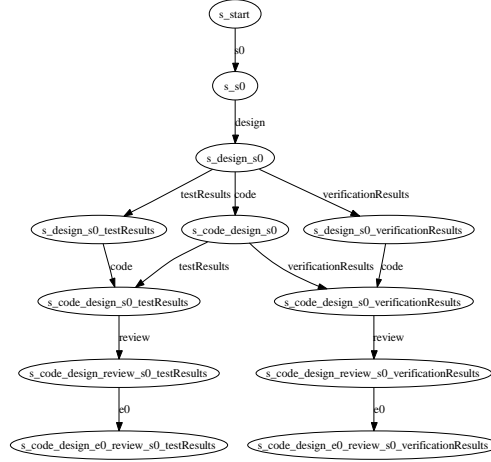 s_start
s0
s_s0
design
s_design_s0
testResults code verificationResults
s_design_s0_testResults s_code_design_s0 s_design_s0_verificationResults
code testResults verificationResults code
s_code_design_s0_testResults s_code_design_s0_verificationResults
review review
s_code_design_review_s0_testResults s_code_design_review_s0_verificationResults
e0 e0
s_code_design_e0_review_s0_testResults s_code_design_e0_review_s0_verificationResults